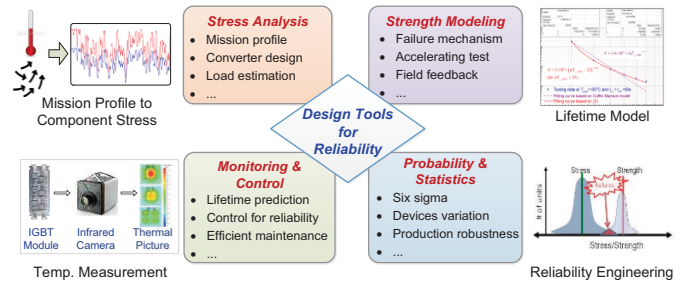 Stress Analysis
• Mission profile
• Converter design
• Load estimation
• ...
Strength Modeling
• Failure mechanism
• Accelerating test
• Field feedback
• ...
Mission Profile to
Component Stress
Design Tools
for
Reliability
Lifetime Model
Monitoring &
Control
• Lifetime prediction
• Control for reliability
• Efficient maintenance
• ...
Probability &
Statistics
• Six sigma
• Devices variation
• Production robustness
• ...
IGBT
Module
Infrared
Camera
Thermal
Picture
Temp. Measurement
Stress
Strength
Failures
# of units
Stress/Strength
Reliability Engineering